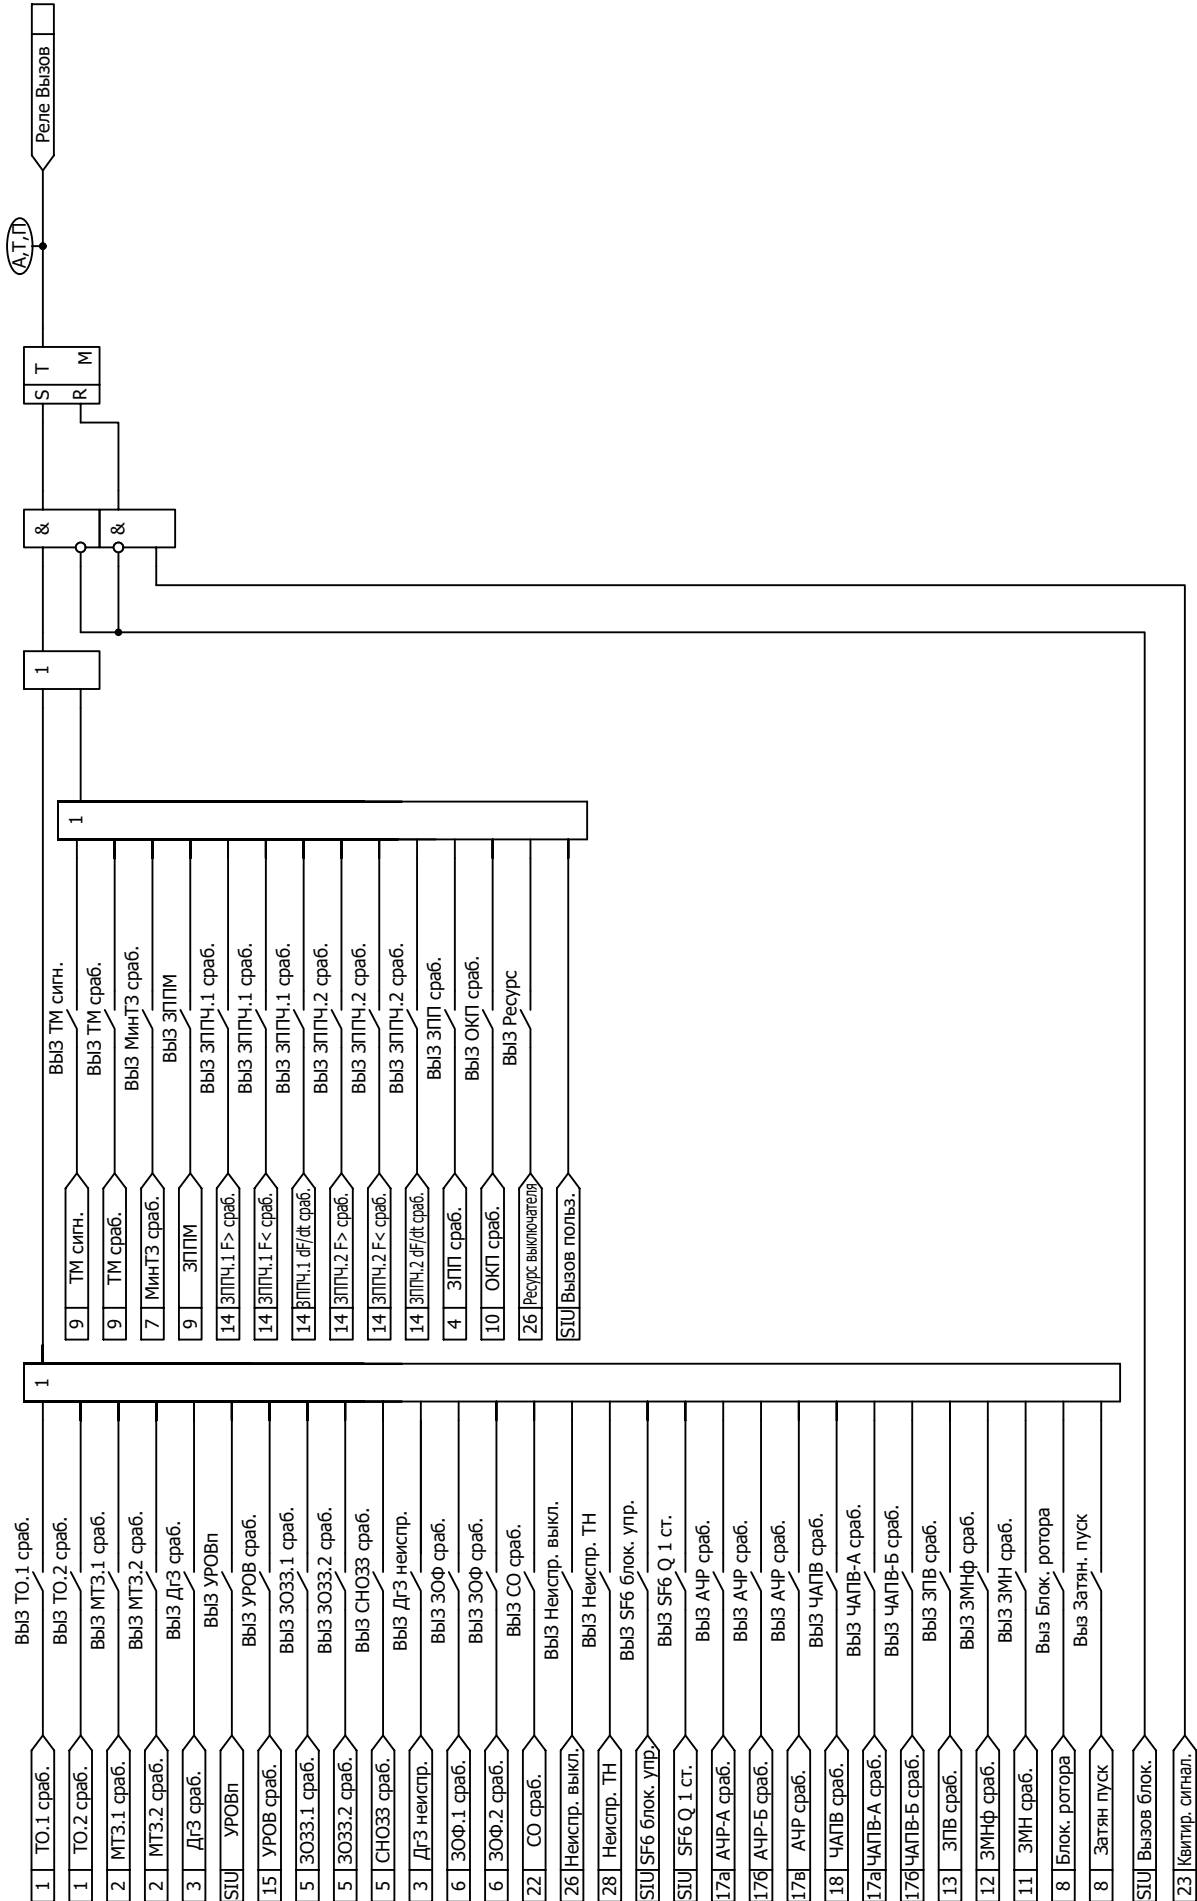 Реле Вызов
А,Т,П
S T
R M
&
&
1
1
1
9 ТМ сигн. ВЫЗ ТМ сигн.
9 ТМ сраб. ВЫЗ ТМ сраб.
7 МинТЗ сраб. ВЫЗ МинТЗ сраб.
9 ЗППМ ВЫЗ ЗППМ
14 ЗППЧ.1 F> сраб. ВЫЗ ЗППЧ.1 сраб.
14 ЗППЧ.1 F< сраб. ВЫЗ ЗППЧ.1 сраб.
14 ЗППЧ.1 dF/dt сраб. ВЫЗ ЗППЧ.1 сраб.
14 ЗППЧ.2 F> сраб. ВЫЗ ЗППЧ.2 сраб.
14 ЗППЧ.2 F< сраб. ВЫЗ ЗППЧ.2 сраб.
14 ЗППЧ.2 dF/dt сраб. ВЫЗ ЗППЧ.2 сраб.
4 ЗПП сраб. ВЫЗ ЗПП сраб.
10 ОКП сраб. ВЫЗ ОКП сраб.
26 Ресурс выключателя ВЫЗ Ресурс
SIU Вызов польз.
1 ТО.1 сраб. ВЫЗ ТО.1 сраб.
1 ТО.2 сраб. ВЫЗ ТО.2 сраб.
2 МТЗ.1 сраб. ВЫЗ МТЗ.1 сраб.
2 МТЗ.2 сраб. ВЫЗ МТЗ.2 сраб.
3 ДгЗ сраб. ВЫЗ ДгЗ сраб.
SIU УРОВп ВЫЗ УРОВп
15 УРОВ сраб. ВЫЗ УРОВ сраб.
5 ЗОЗЗ.1 сраб. ВЫЗ ЗОЗЗ.1 сраб.
5 ЗОЗЗ.2 сраб. ВЫЗ ЗОЗЗ.2 сраб.
5 СНОЗЗ сраб. ВЫЗ СНОЗЗ сраб.
3 ДгЗ неиспр. ВЫЗ ДгЗ неиспр.
6 ЗОФ.1 сраб. ВЫЗ ЗОФ сраб.
6 ЗОФ.2 сраб. ВЫЗ ЗОФ сраб.
22 СО сраб. ВЫЗ СО сраб.
26 Неиспр. выкл. ВЫЗ Неиспр. выкл.
28 Неиспр. ТН ВЫЗ Неиспр. ТН
SIU SF6 блок. упр. ВЫЗ SF6 блок. упр.
SIU SF6 Q 1 ст. ВЫЗ SF6 Q 1 ст.
17а АЧР-А сраб. ВЫЗ АЧР сраб.
17б АЧР-Б сраб. ВЫЗ АЧР сраб.
17в АЧР сраб. ВЫЗ АЧР сраб.
18 ЧАПВ сраб. ВЫЗ ЧАПВ сраб.
17а ЧАПВ-А сраб. ВЫЗ ЧАПВ-А сраб.
17б ЧАПВ-Б сраб. ВЫЗ ЧАПВ-Б сраб.
13 ЗПВ сраб. ВЫЗ ЗПВ сраб.
12 ЗМНф сраб. ВЫЗ ЗМНф сраб.
11 ЗМН сраб. ВЫЗ ЗМН сраб.
8 Блок. ротора Выз Блок. ротора
8 Затян пуск Выз Затян. пуск
SIU Вызов блок.
23 Квитир. сигнал.